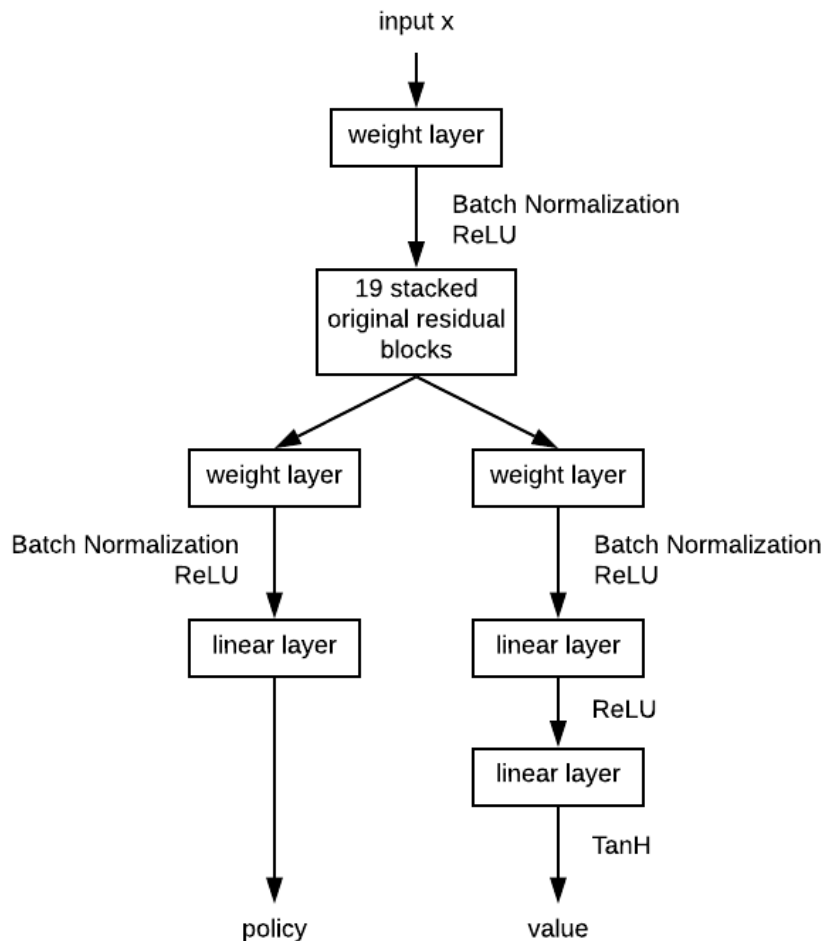 input x
weight layer
Batch Normalization
ReLU
19 stacked
original residual
blocks
weight layer
weight layer
Batch Normalization
ReLU
Batch Normalization
ReLU
linear layer
linear layer
ReLU
linear layer
TanH
policy
value